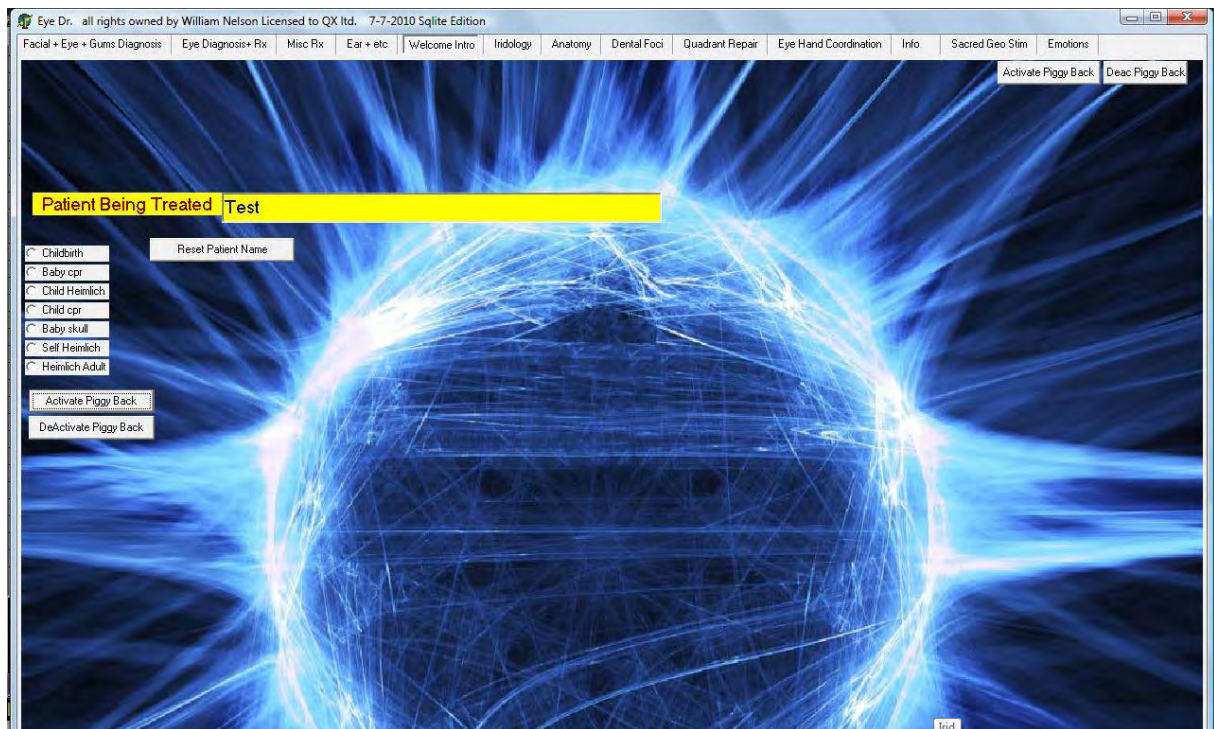 Eye Dr. all rights owned by William Nelson Licensed to QX ltd. 7-7-2010 Sqlite Edition
Facial + Eye + Gums Diagnosis Eye Diagnosis+ Rx Misc Rx Ear + etc Welcome Intro Iridology Anatomy Dental Foci Quadrant Repair Eye Hand Coordination Info Sacred Geo Stim Emotions
Activate Piggy Back Deac Piggy Back
Patient Being Treated Test
Reset Patient Name
Childbirth
Baby cpr
Child Heimlich
Child cpr
Baby skull
Self Heimlich
Heimlich Adult
Activate Piggy Back
DeActivate Piggy Back
Irid